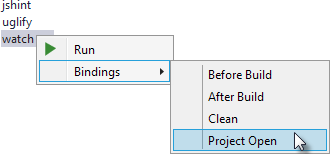 jshint
uglify
watch
Run
Bindings
Before Build
After Build
Clean
Project Open